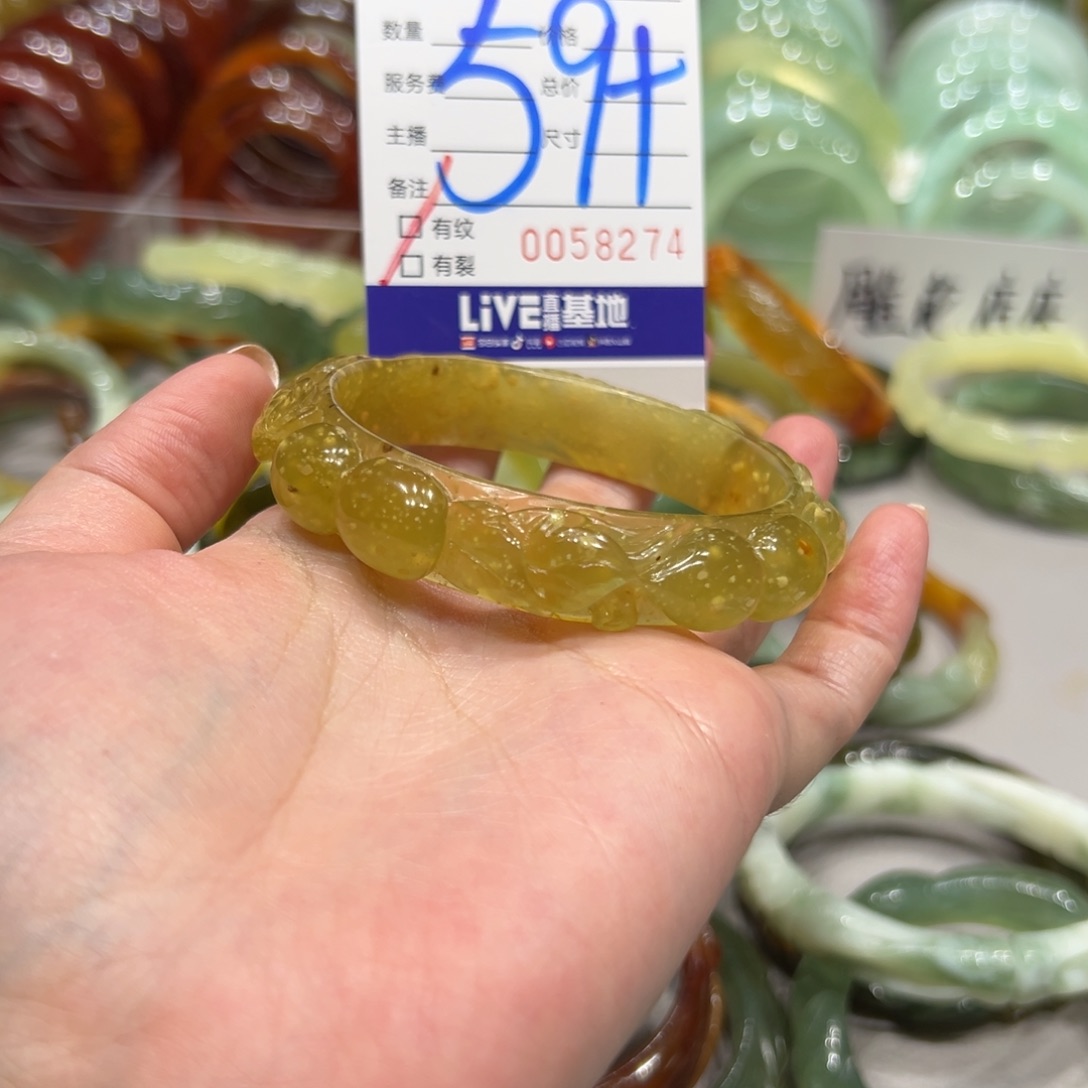 数量 价格
594
服务费 总价
主播 尺寸
备注
有纹
有裂
0058274
LiVE直播基地